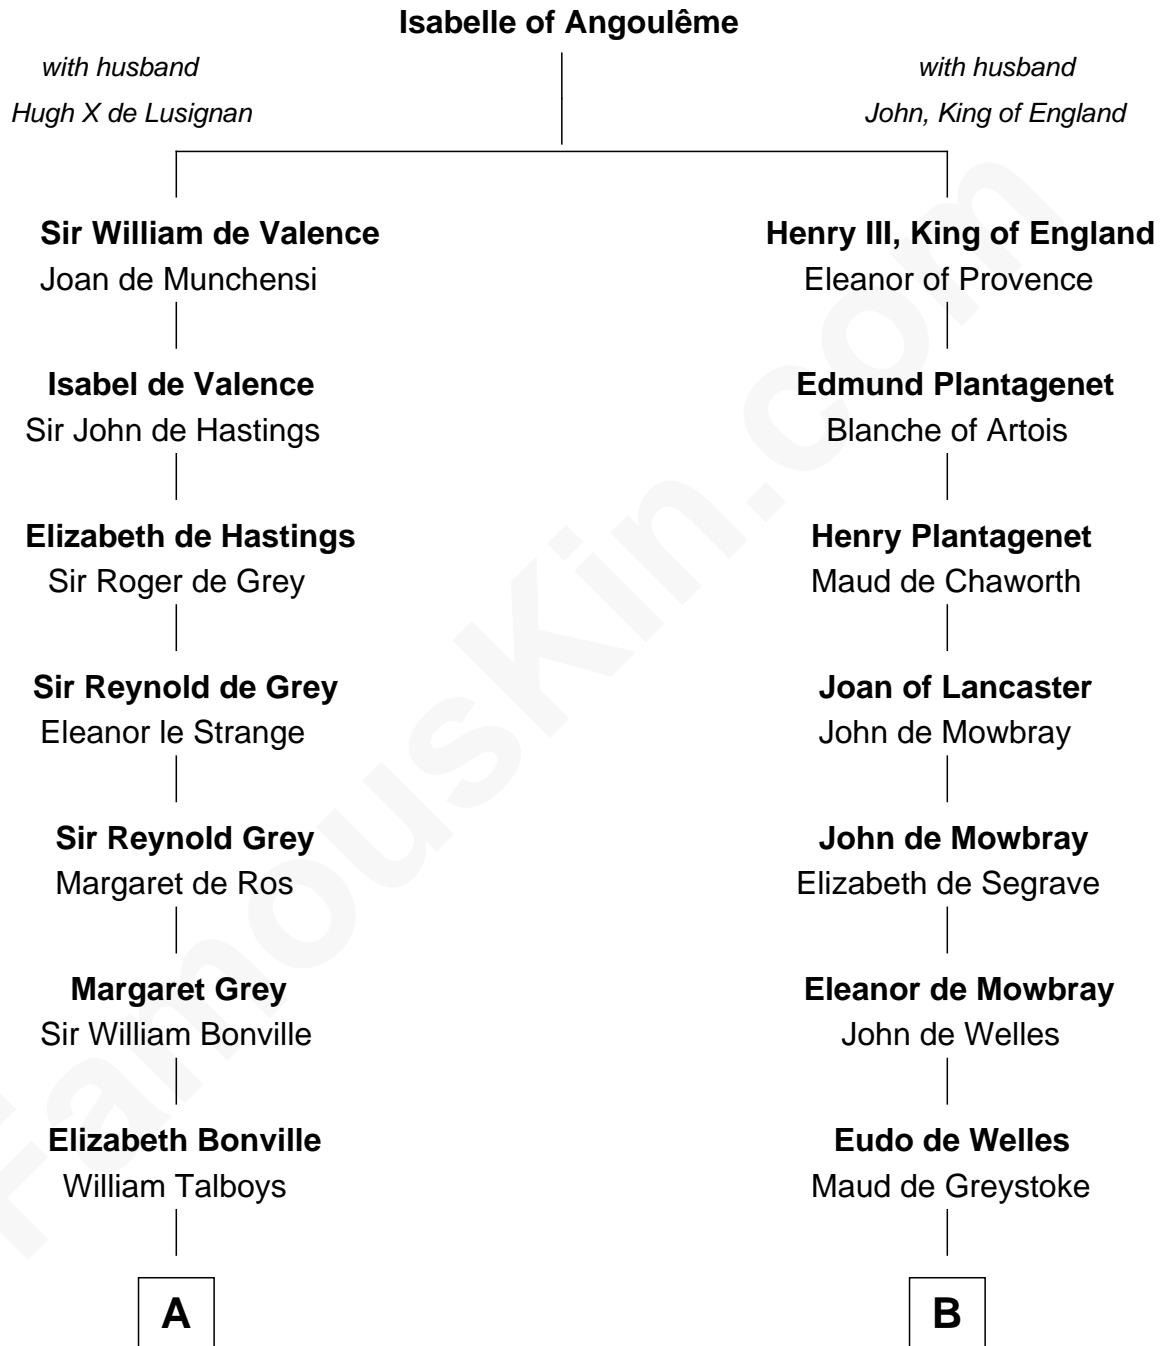 Isabelle of Angoulême
with husband
Hugh X de Lusignan
with husband
John, King of England
Sir William de Valence
Joan de Munchensi
Henry III, King of England
Eleanor of Provence
Isabel de Valence
Sir John de Hastings
Edmund Plantagenet
Blanche of Artois
Elizabeth de Hastings
Sir Roger de Grey
Henry Plantagenet
Maud de Chaworth
Sir Reynold de Grey
Eleanor le Strange
Joan of Lancaster
John de Mowbray
Sir Reynold Grey
Margaret de Ros
John de Mowbray
Elizabeth de Segrave
Margaret Grey
Sir William Bonville
Eleanor de Mowbray
John de Welles
Elizabeth Bonville
William Talboys
Eudo de Welles
Maud de Greystoke
A
B
FamousKin.com